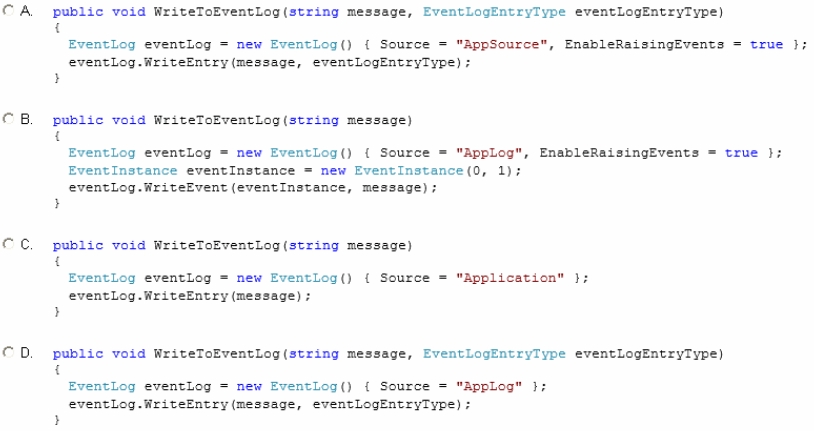 A. public void WriteToEventLog(string message, EventLogEntryType eventLogEntryType)
{
EventLog eventLog = new EventLog() { Source = "AppSource", EnableRaisingEvents = true };
eventLog.WriteEntry(message, eventLogEntryType);
}
B. public void WriteToEventLog(string message)
{
EventLog eventLog = new EventLog() { Source = "AppLog", EnableRaisingEvents = true };
EventInstance eventInstance = new EventInstance(0, 1);
eventLog.WriteEvent(eventInstance, message);
}
C. public void WriteToEventLog(string message)
{
EventLog eventLog = new EventLog() { Source = "Application" };
eventLog.WriteEntry(message);
}
D. public void WriteToEventLog(string message, EventLogEntryType eventLogEntryType)
{
EventLog eventLog = new EventLog() { Source = "AppLog" };
eventLog.WriteEntry(message, eventLogEntryType);
}